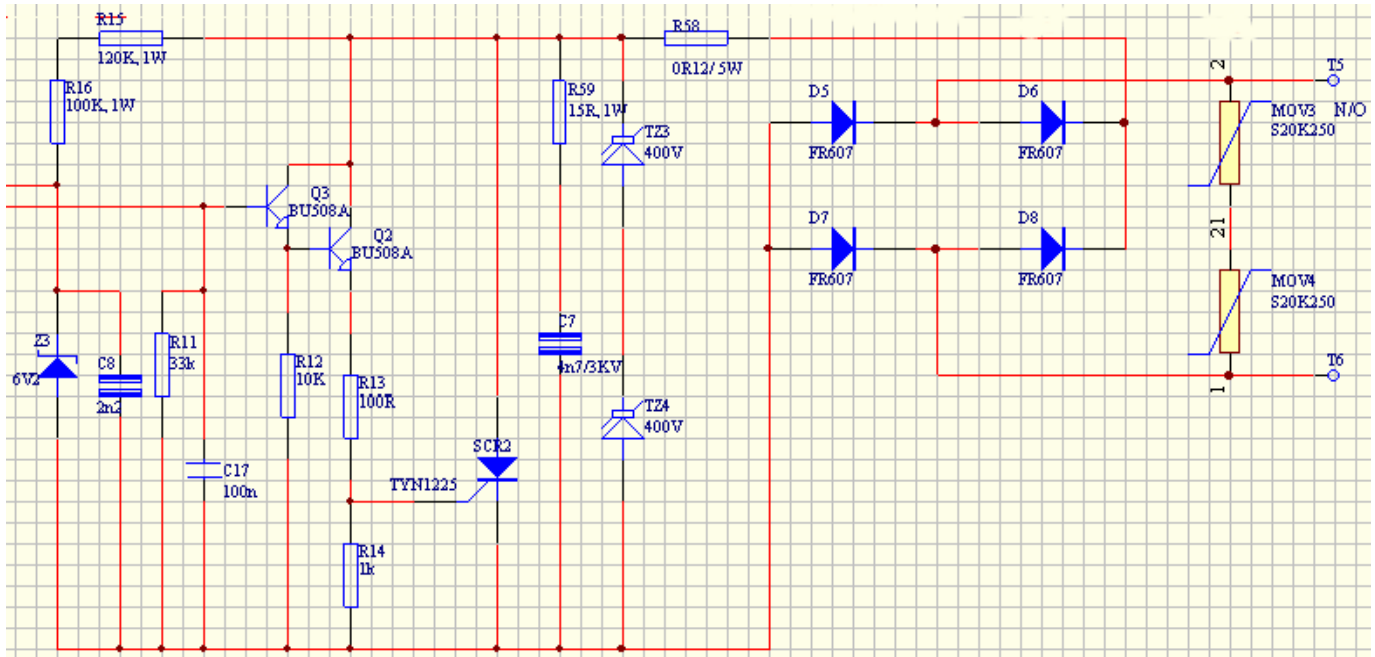 R15
120K,1W
R16
100K,1W
R58
0R12/5W
R59
15R,1W
TZ3
400V
D5
FR607
D6
FR607
2
T5
MOV3
N/O
S20K250
Q3
BU508A
Q2
BU508A
D7
FR607
D8
FR607
21
MOV4
S20K250
Z3
6V2
C8
2n2
R11
33k
R12
10K
R13
100R
C7
4n7/3KV
TZ4
400V
T6
1
SCR2
TYN1225
C17
100n
R14
1k